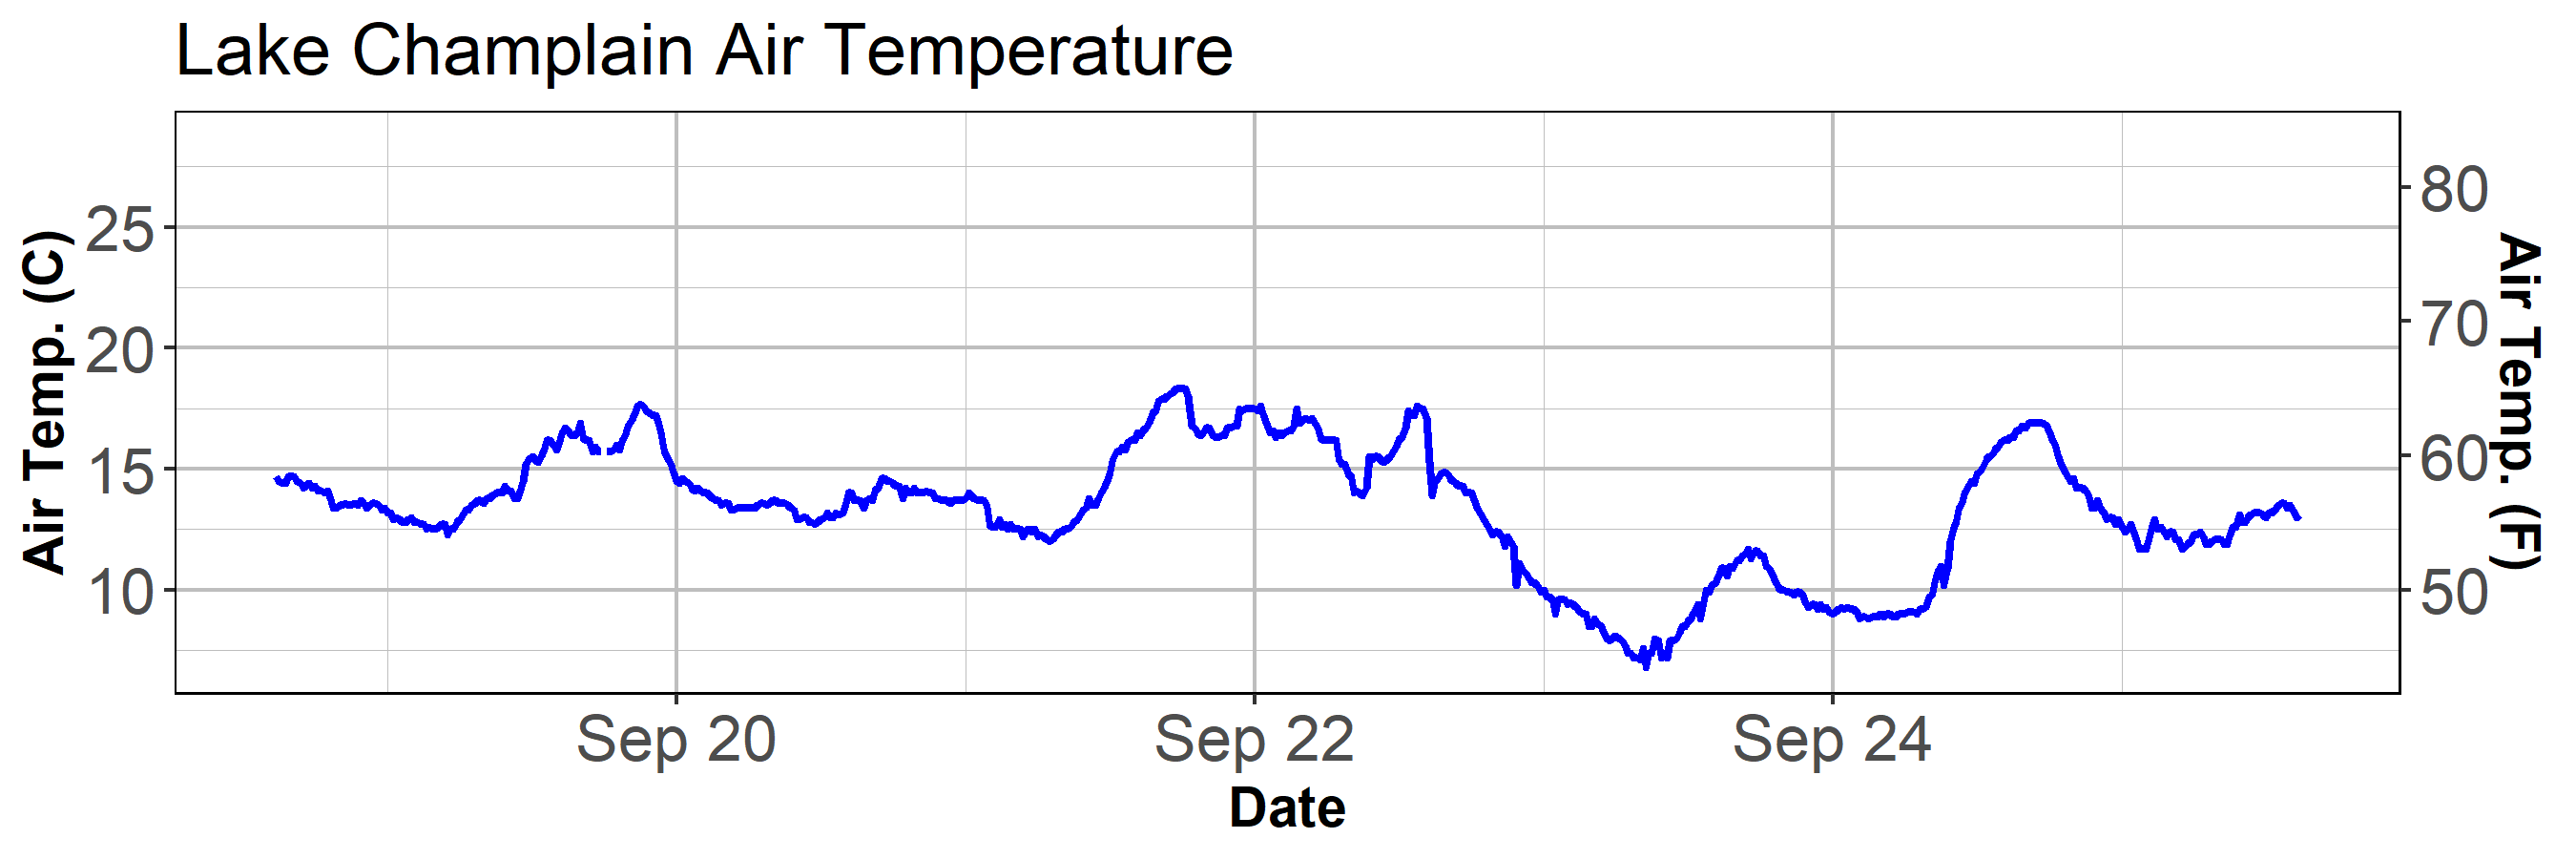 Lake Champlain Air Temperature
Air Temp. (C)
25
20
15
10
80
70
60
50
Air Temp. (F)
Sep 20
Sep 22
Sep 24
Date